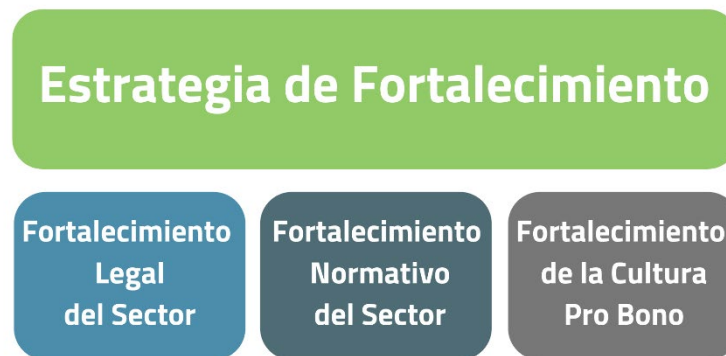 Estrategia de Fortalecimiento
Fortalecimiento
Legal
del Sector
Fortalecimiento
Normativo
del Sector
Fortalecimiento
de la Cultura
Pro Bono